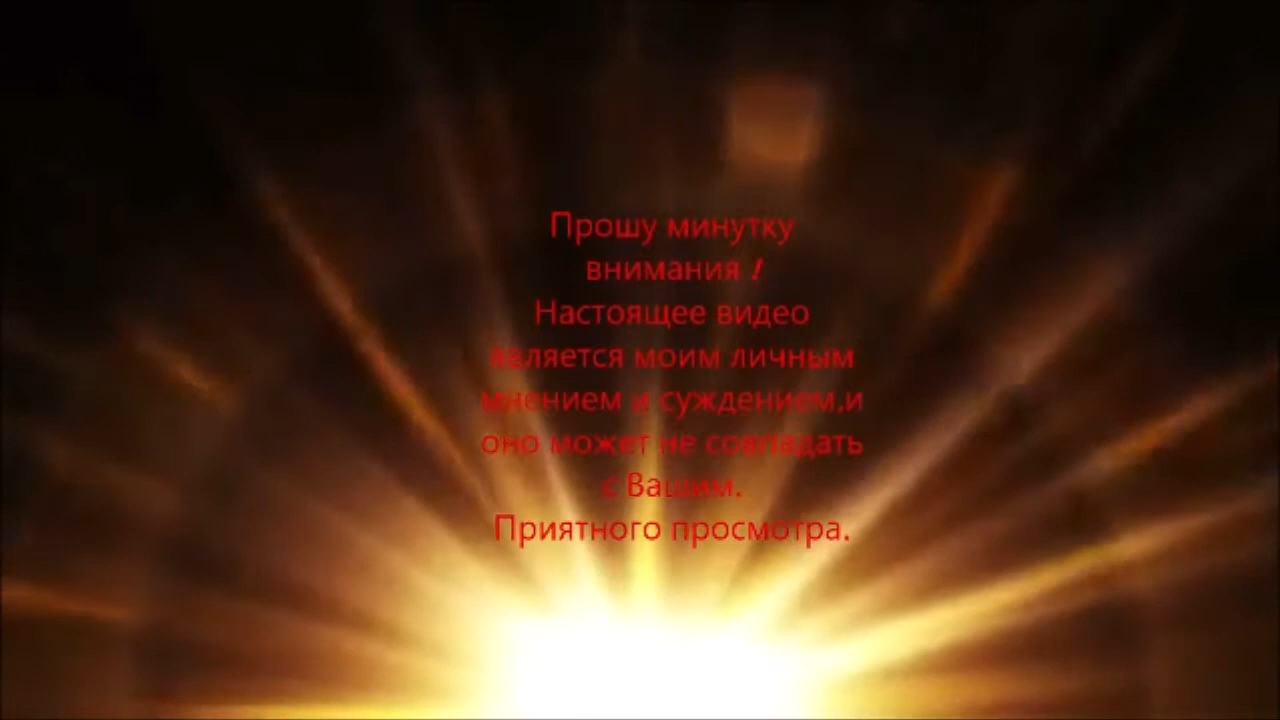 Прошу минутку
внимания !
Настоящее видео
является моим личным
мнением и суждением,и
оно может не совпадать
с Вашим.
Приятного просмотра.